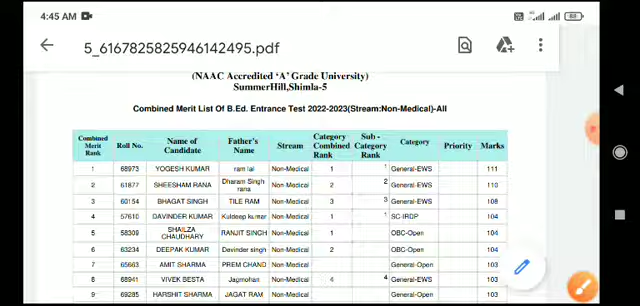 4:45 AM
5_6167825825946142495.pdf
(NAAC Accredited 'A' Grade University)
SummerHill,Shimla-5
Combined Merit List Of B.Ed. Entrance Test 2022-2023(Stream:Non-Medical)-All
Combined Merit Rank Roll No. Name of Candidate Father's Name Stream Category Combined Rank Sub - Category Rank Category Priority Marks
1 68973 YOGESH KUMAR ram lal Non-Medical 1 1 General-EWS 111
2 61877 SHEESHAM RANA Dharam Singh rana Non-Medical 2 2 General-EWS 110
3 60154 BHAGAT SINGH TILE RAM Non-Medical 3 3 General-EWS 108
4 57610 DAVINDER KUMAR Kuldeep kumar Non-Medical 1 1 SC-IRDP 104
5 58309 SHAILZA CHAUDHARY RANJIT SINGH Non-Medical 1 OBC-Open 104
6 63234 DEEPAK KUMAR Devinder singh Non-Medical 2 OBC-Open 104
7 65663 AMIT SHARMA PREM CHAND Non-Medical General-Open 103
8 68941 VIVEK BESTA Jagmohan Non-Medical 4 4 General-EWS 103
9 69285 HARSHIT SHARMA JAGAT RAM Non-Medical General-Open 103